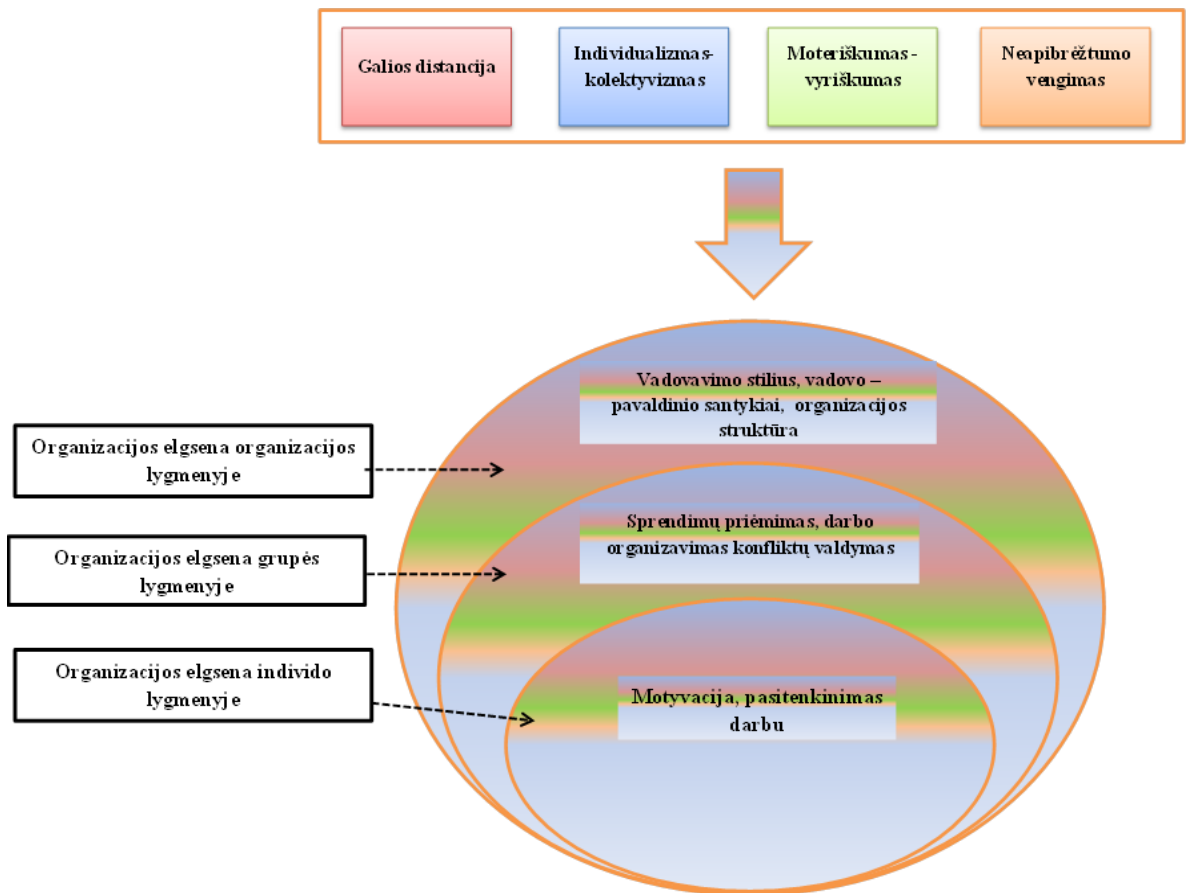 Galios distancija
Individualizmas-
kolektyvizmas
Moteriškumas -
vyriškumas
Neapibrėžtumo
vengimas
Vadovavimo stilius, vadovo –
pavaldinio santykiai, organizacijos
struktūra
Organizacijos elgsena organizacijos
lygmenyje
Sprendimų priėmimas, darbo
organizavimas konfliktų valdymas
Organizacijos elgsena grupės
lygmenyje
Organizacijos elgsena individo
lygmenyje
Motyvacija, pasitenkinimas
darbu